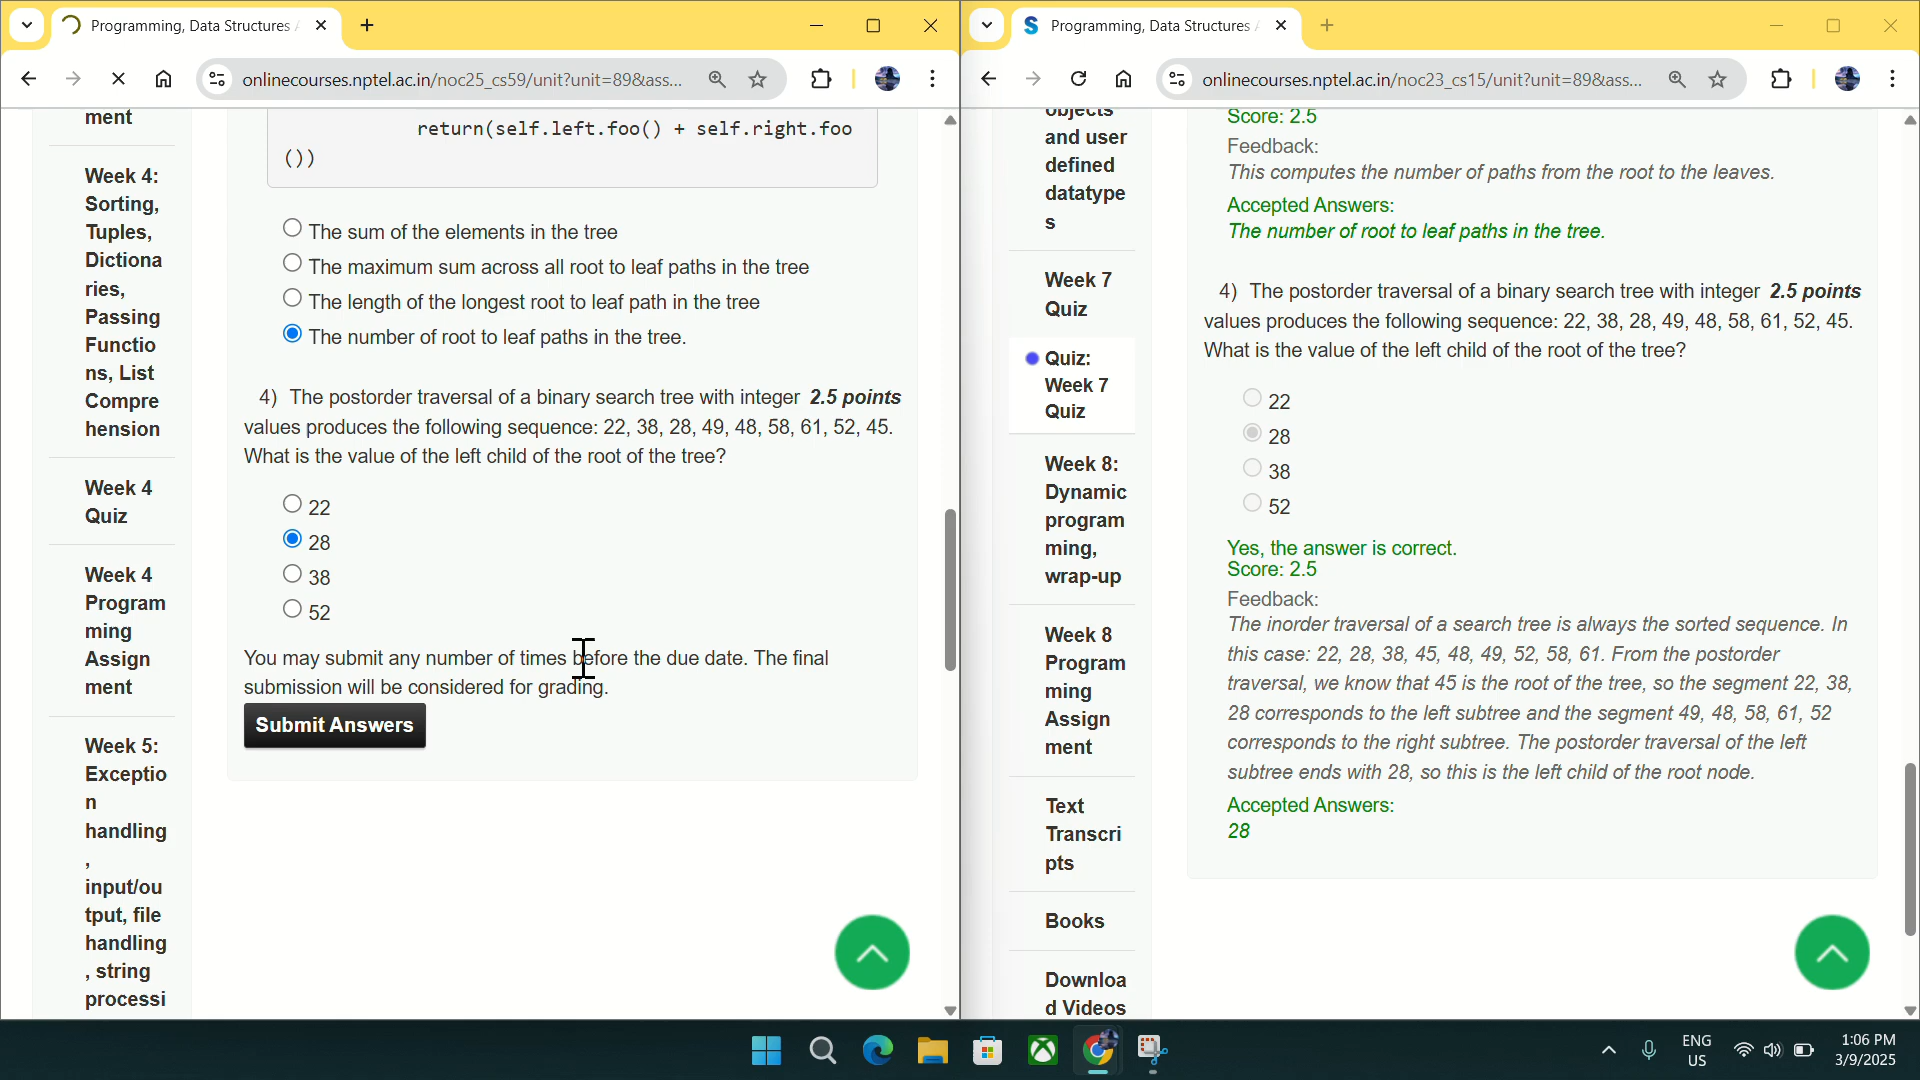 Programming, Data Structures A
onlinecourses.nptel.ac.in/noc25_cs59/unit?unit=89&ass...
ment
Week 4:
Sorting,
Tuples,
Dictiona
ries,
Passing
Functio
ns, List
Compre
hension
Week 4
Quiz
Week 4
Program
ming
Assign
ment
Week 5:
Exceptio
n
handling
,
input/ou
tput, file
handling
, string
processi
return(self.left.foo() + self.right.foo
())
The sum of the elements in the tree
The maximum sum across all root to leaf paths in the tree
The length of the longest root to leaf path in the tree
The number of root to leaf paths in the tree.
4) The postorder traversal of a binary search tree with integer 2.5 points
values produces the following sequence: 22, 38, 28, 49, 48, 58, 61, 52, 45.
What is the value of the left child of the root of the tree?
22
28
38
52
You may submit any number of times before the due date. The final
submission will be considered for grading.
Submit Answers
Programming, Data Structures A
onlinecourses.nptel.ac.in/noc23_cs15/unit?unit=89&ass...
objects
and user
defined
datatype
s
Week 7
Quiz
Quiz:
Week 7
Quiz
Week 8:
Dynamic
program
ming,
wrap-up
Week 8
Program
ming
Assign
ment
Text
Transcri
pts
Books
Downloa
d Videos
Score: 2.5
Feedback:
This computes the number of paths from the root to the leaves.
Accepted Answers:
The number of root to leaf paths in the tree.
4) The postorder traversal of a binary search tree with integer 2.5 points
values produces the following sequence: 22, 38, 28, 49, 48, 58, 61, 52, 45.
What is the value of the left child of the root of the tree?
22
28
38
52
Yes, the answer is correct.
Score: 2.5
Feedback:
The inorder traversal of a search tree is always the sorted sequence. In
this case: 22, 28, 38, 45, 48, 49, 52, 58, 61. From the postorder
traversal, we know that 45 is the root of the tree, so the segment 22, 38,
28 corresponds to the left subtree and the segment 49, 48, 58, 61, 52
corresponds to the right subtree. The postorder traversal of the left
subtree ends with 28, so this is the left child of the root node.
Accepted Answers:
28
ENG
US
1:06 PM
3/9/2025